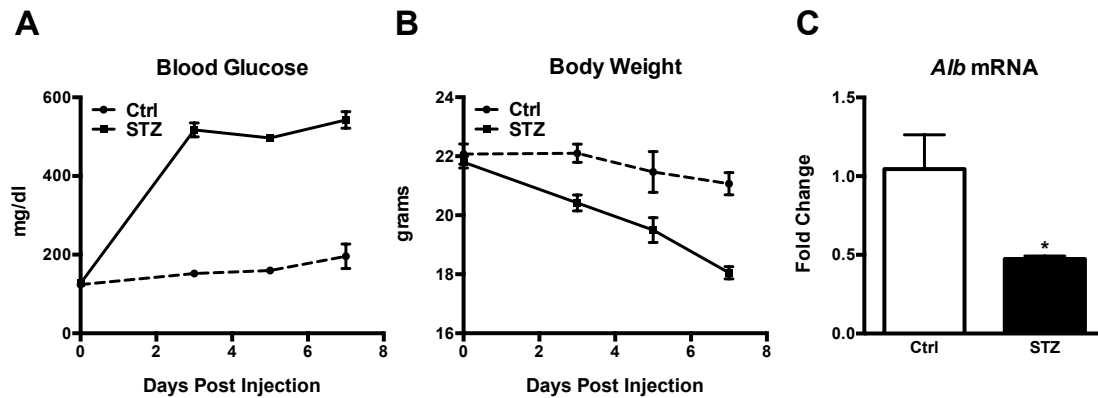 A
Blood Glucose
600
400
200
0
mg/dl
Ctrl
STZ
0 2 4 6 8
Days Post Injection
B
Body Weight
24
22
20
18
16
grams
Ctrl
STZ
0 2 4 6 8
Days Post Injection
C
Alb mRNA
1.5
1.0
0.5
0.0
Fold Change
*
Ctrl STZ